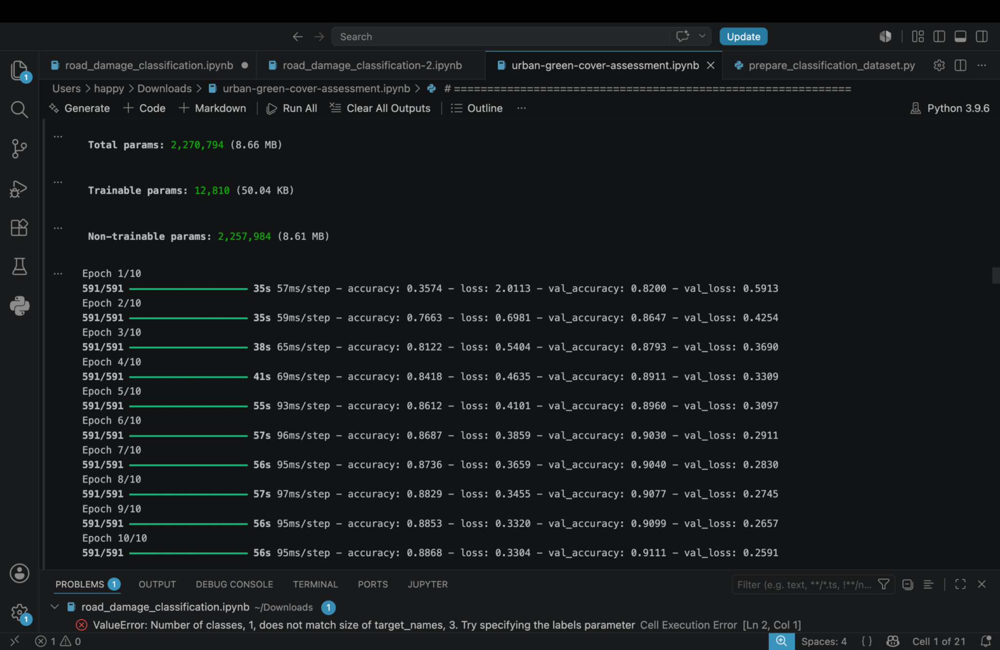 Search
Update
road_damage_classification.ipynb
road_damage_classification-2.ipynb
urban-green-cover-assessment.ipynb
prepare_classification_dataset.py
Users > happy > Downloads > urban-green-cover-assessment.ipynb > # ============================================================
Generate + Code + Markdown Run All Clear All Outputs Outline ... Python 3.9.6
Total params: 2,270,794 (8.66 MB)
Trainable params: 12,810 (50.04 KB)
Non-trainable params: 2,257,984 (8.61 MB)
Epoch 1/10
591/591 35s 57ms/step - accuracy: 0.3574 - loss: 2.0113 - val_accuracy: 0.8200 - val_loss: 0.5913
Epoch 2/10
591/591 35s 59ms/step - accuracy: 0.7663 - loss: 0.6981 - val_accuracy: 0.8647 - val_loss: 0.4254
Epoch 3/10
591/591 38s 65ms/step - accuracy: 0.8122 - loss: 0.5404 - val_accuracy: 0.8793 - val_loss: 0.3690
Epoch 4/10
591/591 41s 69ms/step - accuracy: 0.8418 - loss: 0.4635 - val_accuracy: 0.8911 - val_loss: 0.3309
Epoch 5/10
591/591 55s 93ms/step - accuracy: 0.8612 - loss: 0.4101 - val_accuracy: 0.8960 - val_loss: 0.3097
Epoch 6/10
591/591 57s 96ms/step - accuracy: 0.8687 - loss: 0.3859 - val_accuracy: 0.9030 - val_loss: 0.2911
Epoch 7/10
591/591 56s 95ms/step - accuracy: 0.8736 - loss: 0.3659 - val_accuracy: 0.9040 - val_loss: 0.2830
Epoch 8/10
591/591 57s 97ms/step - accuracy: 0.8829 - loss: 0.3455 - val_accuracy: 0.9077 - val_loss: 0.2745
Epoch 9/10
591/591 56s 95ms/step - accuracy: 0.8853 - loss: 0.3320 - val_accuracy: 0.9099 - val_loss: 0.2657
Epoch 10/10
591/591 56s 95ms/step - accuracy: 0.8868 - loss: 0.3304 - val_accuracy: 0.9111 - val_loss: 0.2591
PROBLEMS 1 OUTPUT DEBUG CONSOLE TERMINAL PORTS JUPYTER Filter (e.g. text, **/*.ts, !**/n...
road_damage_classification.ipynb ~/Downloads 1
ValueError: Number of classes, 1, does not match size of target_names, 3. Try specifying the labels parameter Cell Execution Error [Ln 2, Col 1]
1 0 Spaces: 4 {} Cell 1 of 21